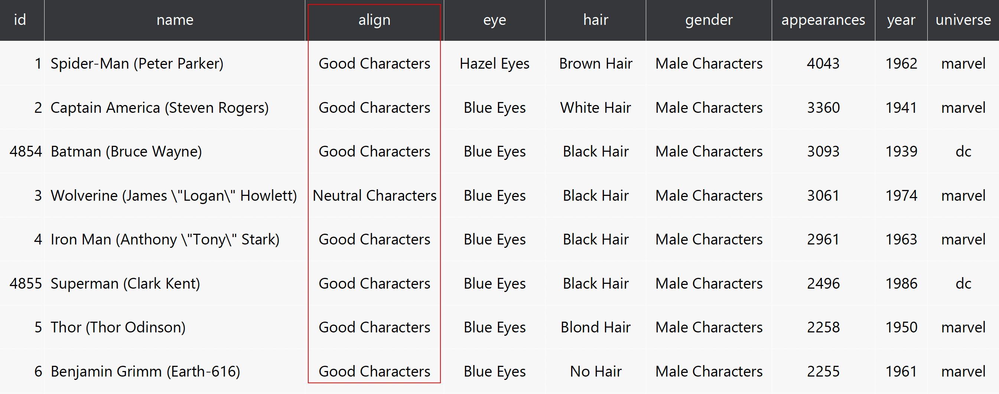 id name align eye hair gender appearances year universe
1 Spider-Man (Peter Parker) Good Characters Hazel Eyes Brown Hair Male Characters 4043 1962 marvel
2 Captain America (Steven Rogers) Good Characters Blue Eyes White Hair Male Characters 3360 1941 marvel
4854 Batman (Bruce Wayne) Good Characters Blue Eyes Black Hair Male Characters 3093 1939 dc
3 Wolverine (James \"Logan\" Howlett) Neutral Characters Blue Eyes Black Hair Male Characters 3061 1974 marvel
4 Iron Man (Anthony \"Tony\" Stark) Good Characters Blue Eyes Black Hair Male Characters 2961 1963 marvel
4855 Superman (Clark Kent) Good Characters Blue Eyes Black Hair Male Characters 2496 1986 dc
5 Thor (Thor Odinson) Good Characters Blue Eyes Blond Hair Male Characters 2258 1950 marvel
6 Benjamin Grimm (Earth-616) Good Characters Blue Eyes No Hair Male Characters 2255 1961 marvel